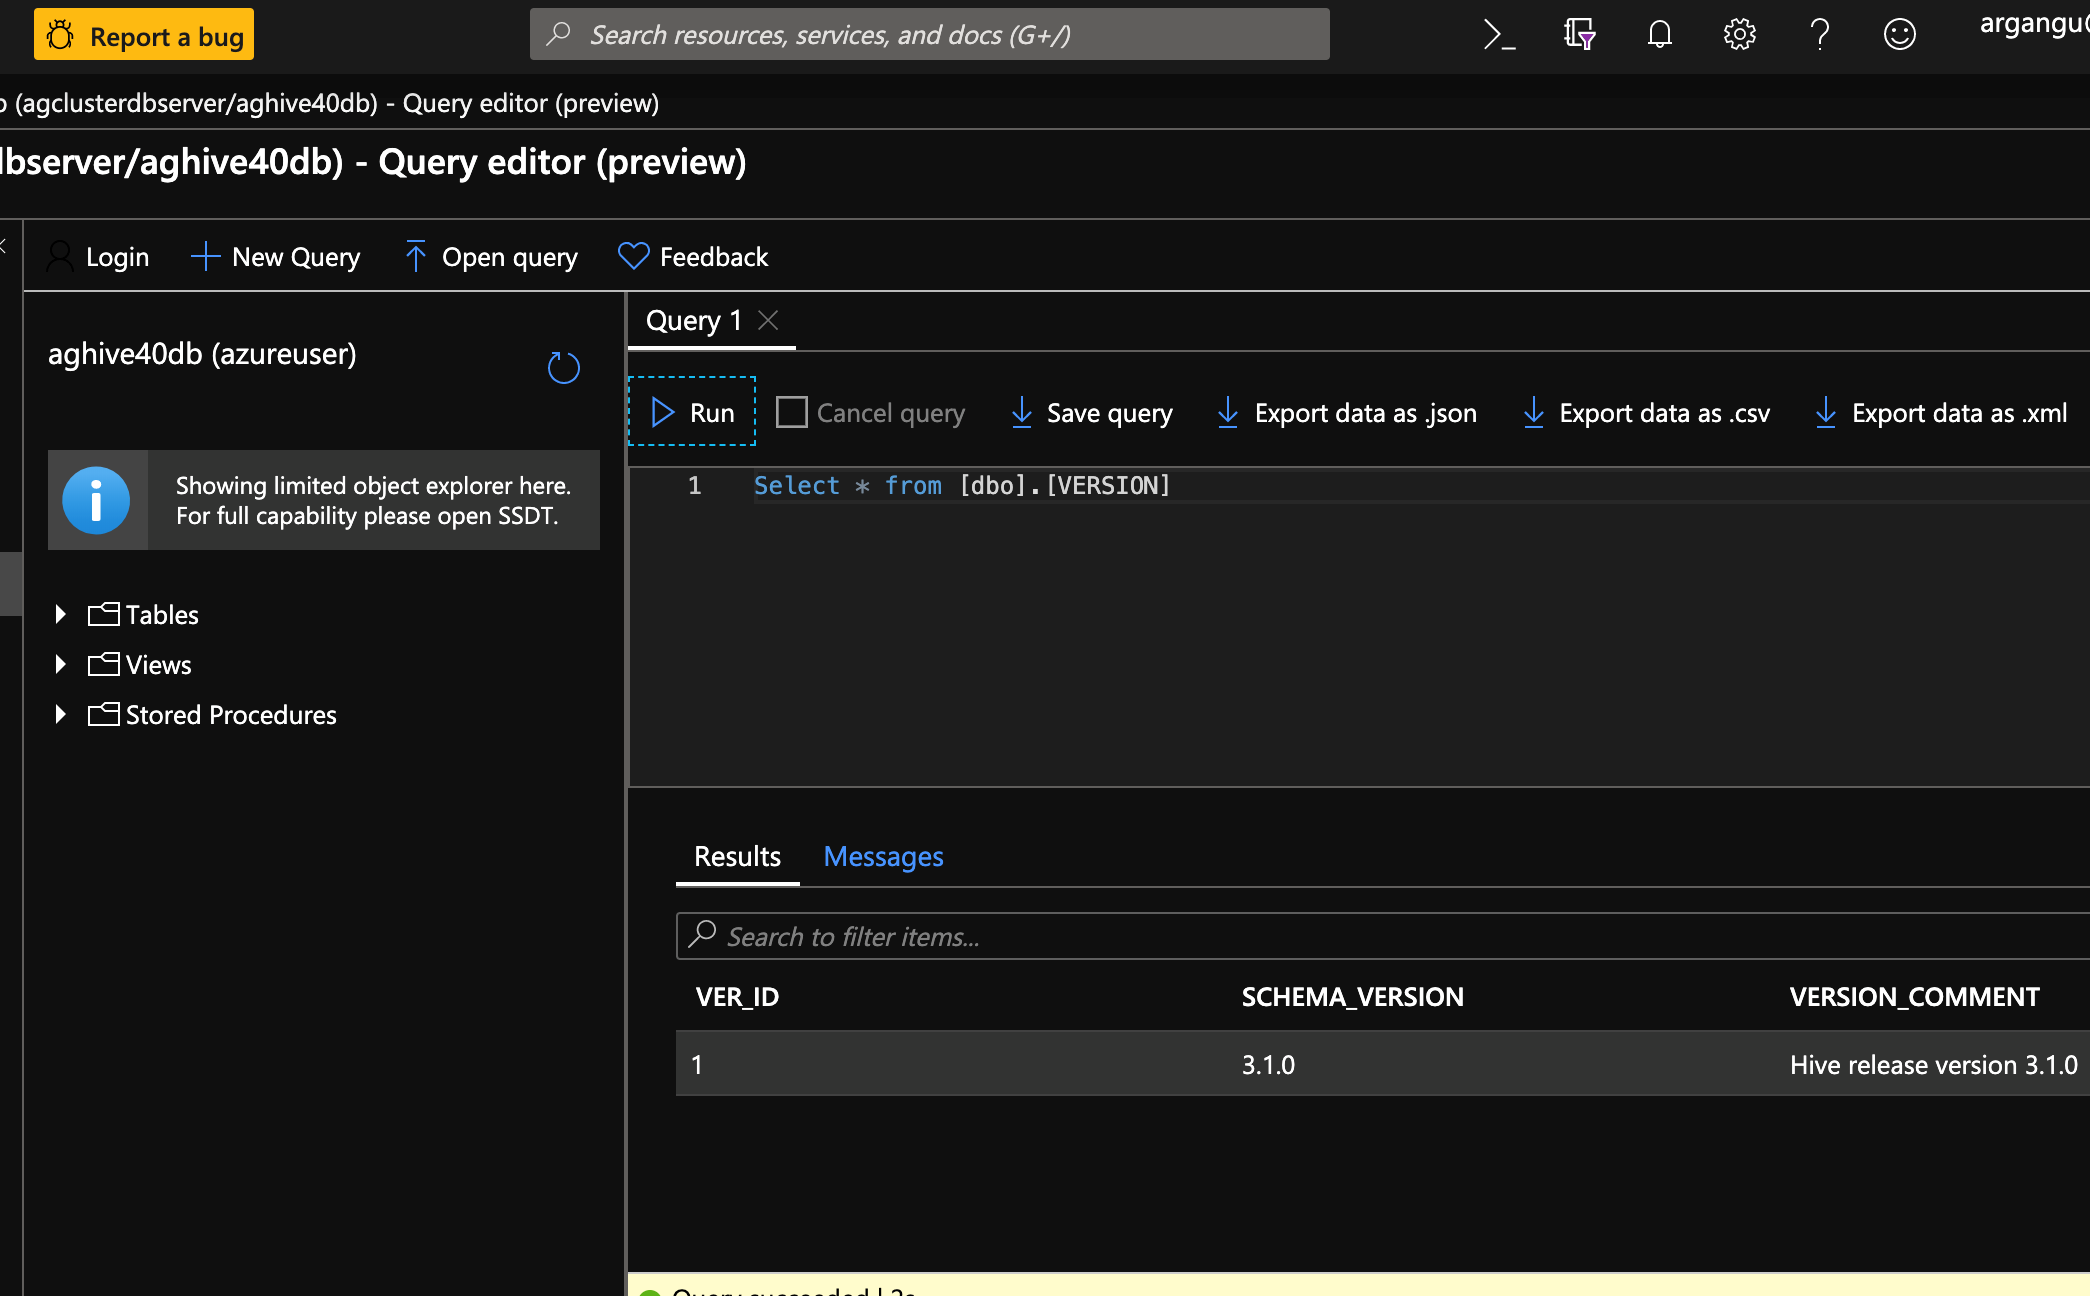 Report a bug
Search resources, services, and docs (G+/)
(agclusterdbserver/aghive40db) - Query editor (preview)
dbserver/aghive40db) - Query editor (preview)
Login
New Query
Open query
Feedback
aghive40db (azureuser)
Showing limited object explorer here.
For full capability please open SSDT.
Tables
Views
Stored Procedures
Query 1
Run
Cancel query
Save query
Export data as .json
Export data as .csv
Export data as .xml
1 Select * from [dbo].[VERSION]
Results Messages
Search to filter items...
VER_ID SCHEMA_VERSION VERSION_COMMENT
1 3.1.0 Hive release version 3.1.0
Query succeeded | 2s